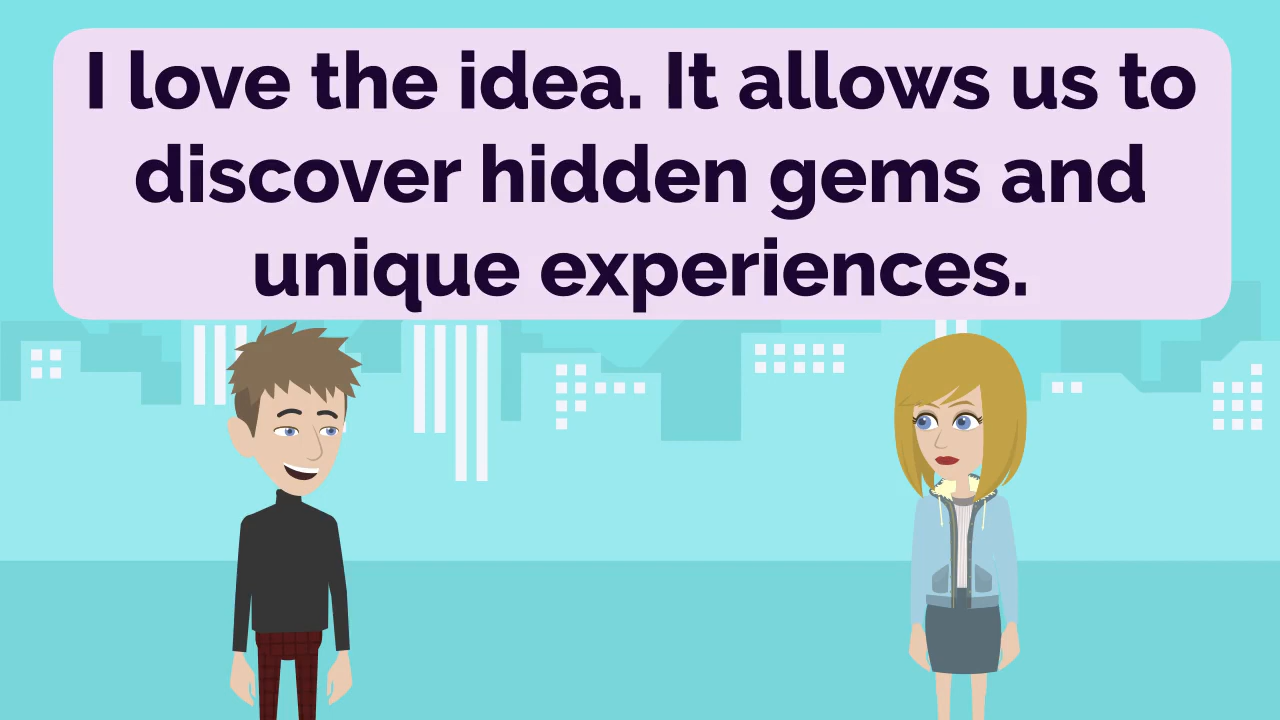 I love the idea. It allows us to
discover hidden gems and
unique experiences.